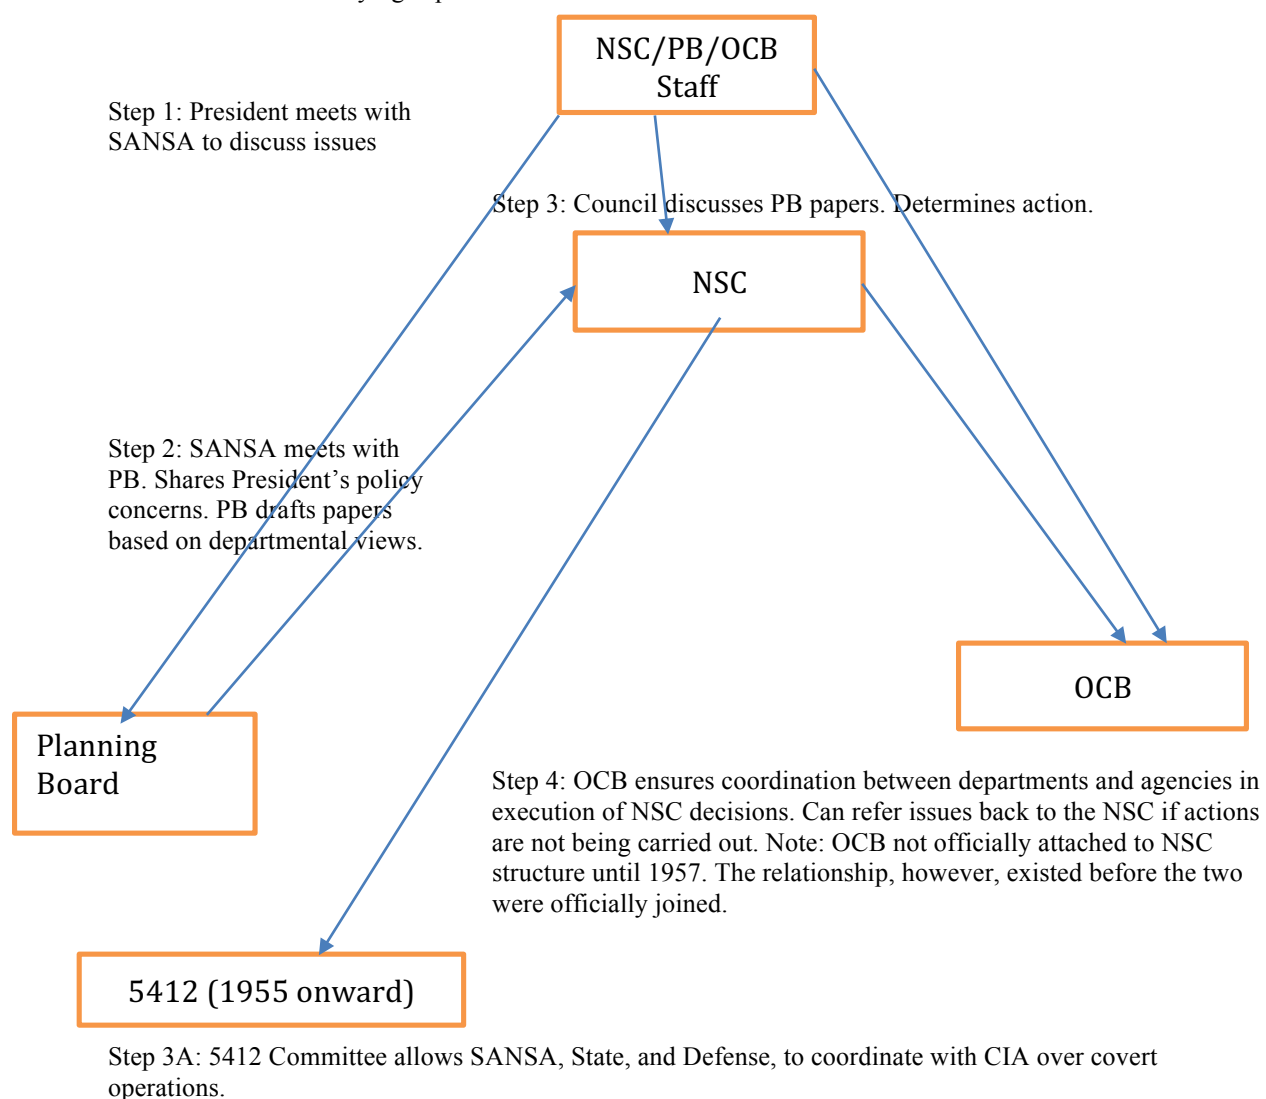 NSC/PB/OCB
Staff
Step 1: President meets with
SANSA to discuss issues
Step 3: Council discusses PB papers. Determines action.
NSC
Step 2: SANSA meets with
PB. Shares President’s policy
concerns. PB drafts papers
based on departmental views.
OCB
Planning
Board
Step 4: OCB ensures coordination between departments and agencies in
execution of NSC decisions. Can refer issues back to the NSC if actions
are not being carried out. Note: OCB not officially attached to NSC
structure until 1957. The relationship, however, existed before the two
were officially joined.
5412 (1955 onward)
Step 3A: 5412 Committee allows SANSA, State, and Defense, to coordinate with CIA over covert
operations.